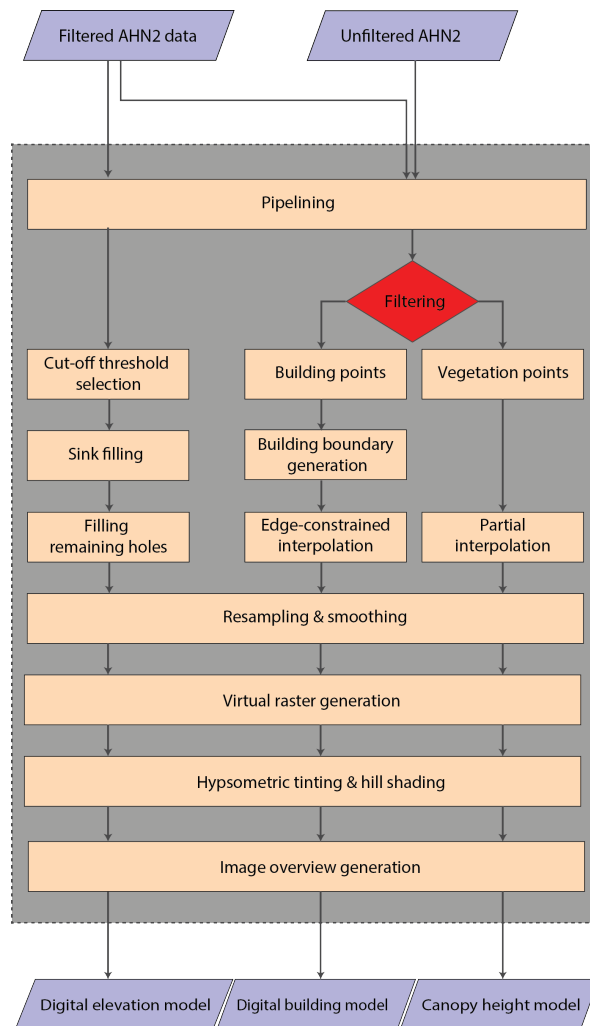 Filtered AHN2 data
Unfiltered AHN2
Pipelining
Filtering
Cut-off threshold
selection
Building points
Vegetation points
Sink filling
Building boundary
generation
Filling
remaining holes
Edge-constrained
interpolation
Partial
interpolation
Resampling & smoothing
Virtual raster generation
Hypsometric tinting & hill shading
Image overview generation
Digital elevation model
Digital building model
Canopy height model